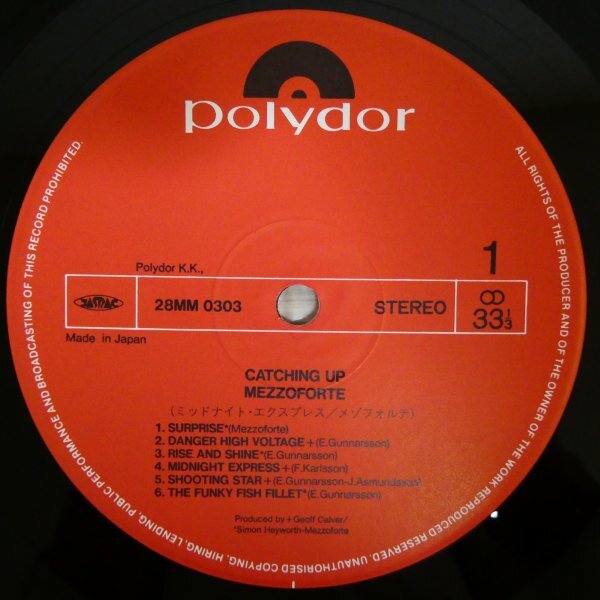 polydor
1
Polydor K.K.,
JASRAC
28MM 0303
STEREO
33 1/3
Made in Japan
CATCHING UP
MEZZOFORTE
(ミッドナイト・エクスプレス/メゾフォルテ)
1. SURPRISE*(Mezzoforte)
2. DANGER HIGH VOLTAGE+(E.Gunnarsson)
3. RISE AND SHINE*(E.Gunnarsson)
4. MIDNIGHT EXPRESS+(F.Karlsson)
5. SHOOTING STAR+(E.Gunnarsson-J.Asmundsson)
6. THE FUNKY FISH FILLET*(E.Gunnarsson)
Produced by+Geoff Calver/
*Simon Heyworth-Mezzoforte
ALL RIGHTS OF THE PRODUCER AND OF THE OWNER OF THE WORK REPRODUCED RESERVED. UNAUTHORISED COPYING, HIRING, LENDING, PUBLIC PERFORMANCE AND BROADCASTING OF THIS RECORD PROHIBITED.